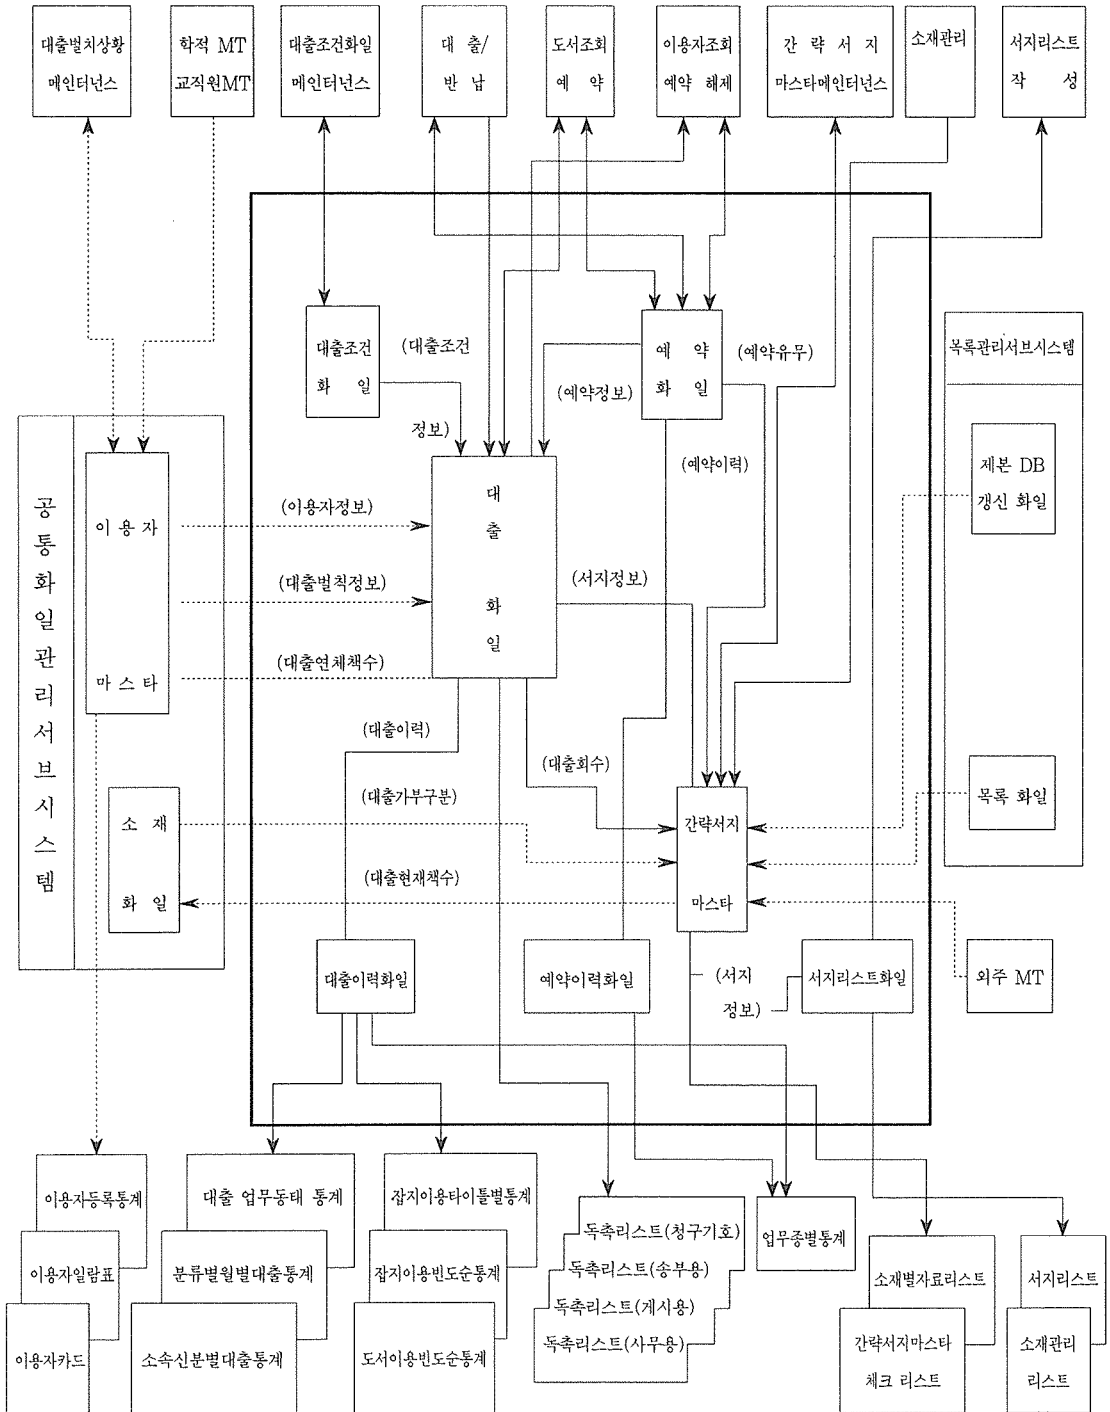 대출벌치상황
메인터넌스
학적 MT
교직원MT
대출조건화일
메인터넌스
대 출/
반 납
도서조회
예 약
이용자조회
예약 해제
간 략 서 지
마스타메인터넌스
소재관리
서지리스트
작 성
대출조건
화 일
(대출조건
정보)
예 약
화 일
(예약유무)
(예약정보)
(예약이력)
목록관리서브시스템
제본 DB
갱신 화일
목록 화일
공통화일관리서브시스템
이 용 자
마 스 타
(이용자정보)
(대출벌칙정보)
(대출연체책수)
대
출
화
일
(서지정보)
(대출이력)
(대출회수)
(대출가부구분)
소 재
화 일
(대출현재책수)
간략서지
마스타
대출이력화일
예약이력화일
(서지
정보)
서지리스트화일
외주 MT
이용자등록통계
이용자일람표
이용자카드
대출 업무동태 통계
분류별월별대출통계
소속신분별대출통계
잡지이용타이틀별통계
잡지이용빈도순통계
도서이용빈도순통계
독촉리스트(청구기호)
독촉리스트(송부용)
독촉리스트(게시용)
독촉리스트(사무용)
업무종별통계
소재별자료리스트
간략서지마스타
체크 리스트
서지리스트
소재관리
리스트